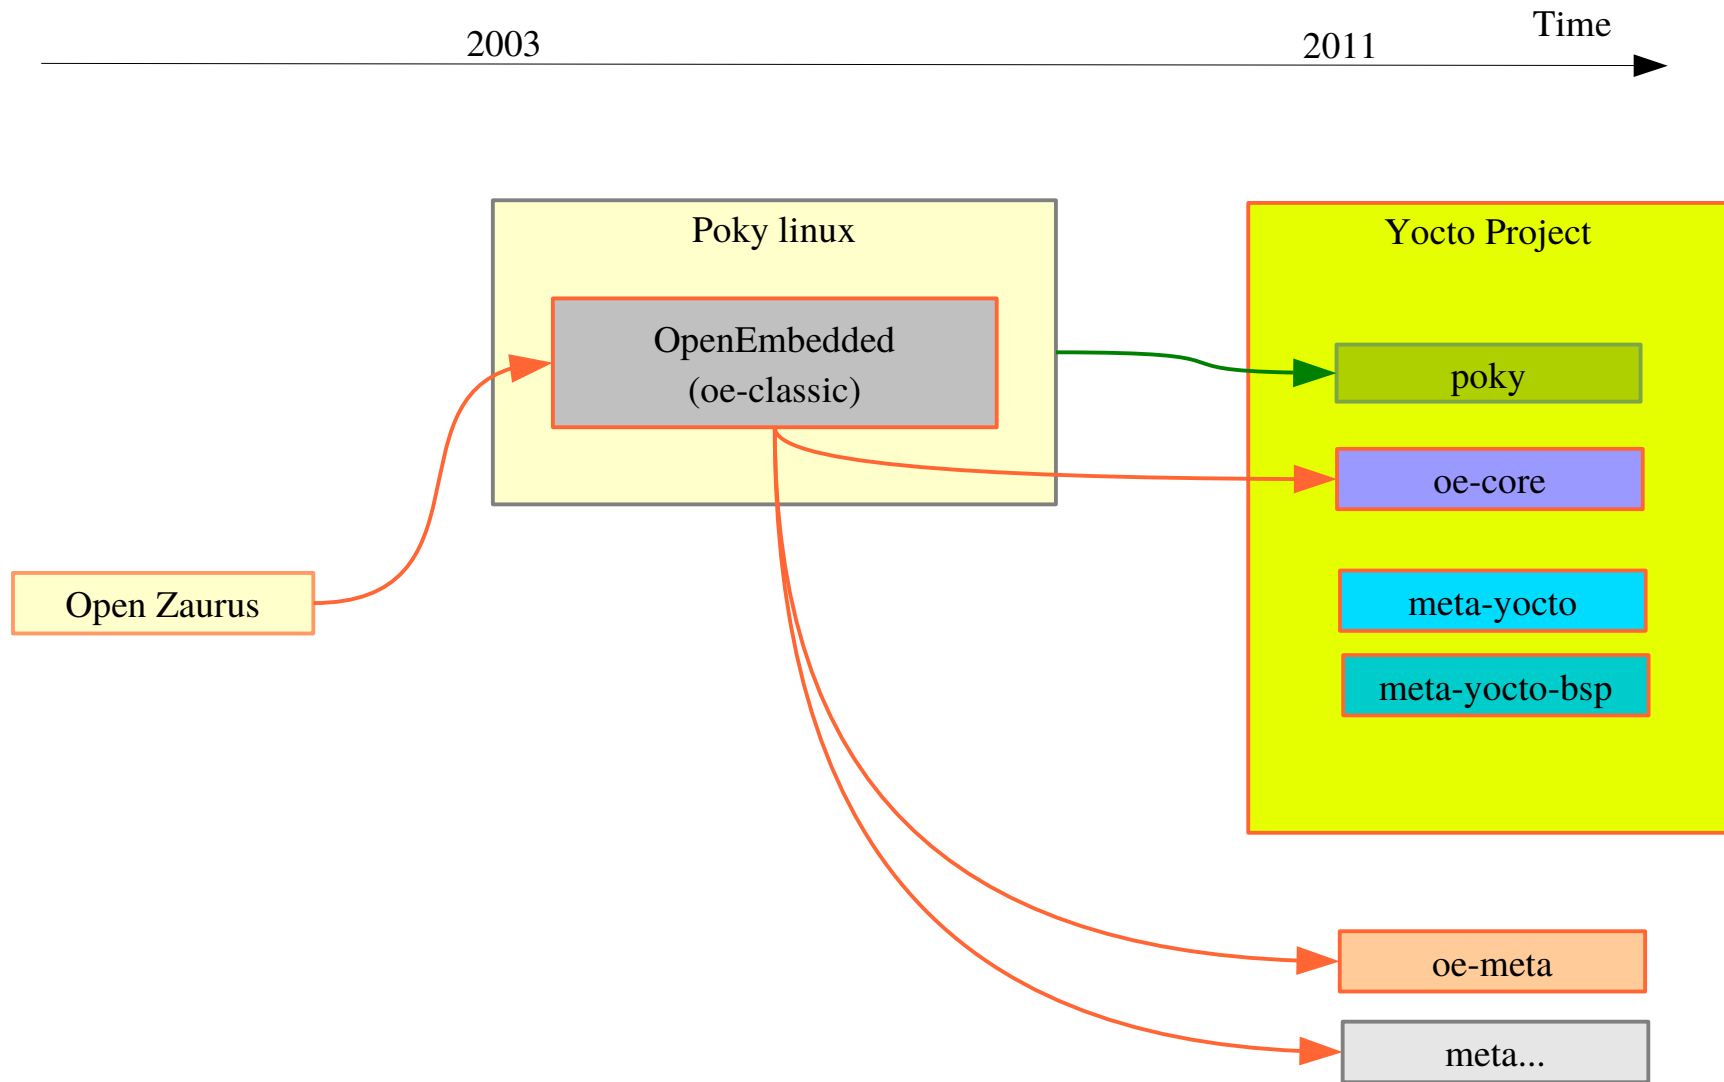 Time
2003
2011
Poky linux
Yocto Project
OpenEmbedded
(oe-classic)
poky
oe-core
Open Zaurus
meta-yocto
meta-yocto-bsp
oe-meta
meta...